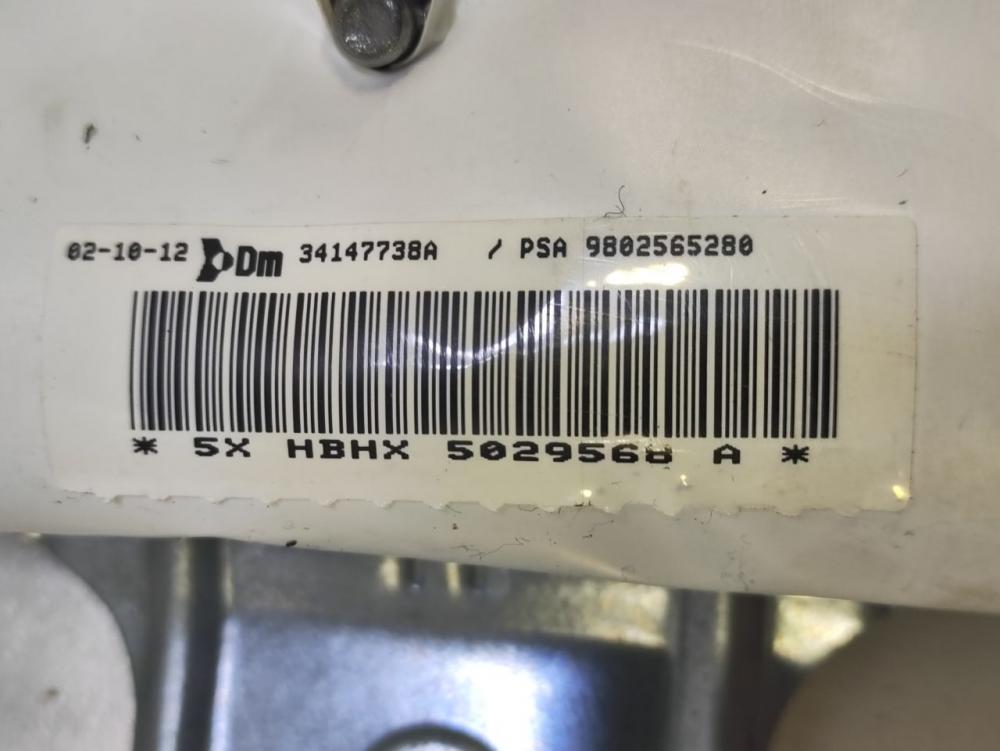 02-10-12 Dm 34147738A / PSA 9802565280
* 5X HBHX 5029568 A *